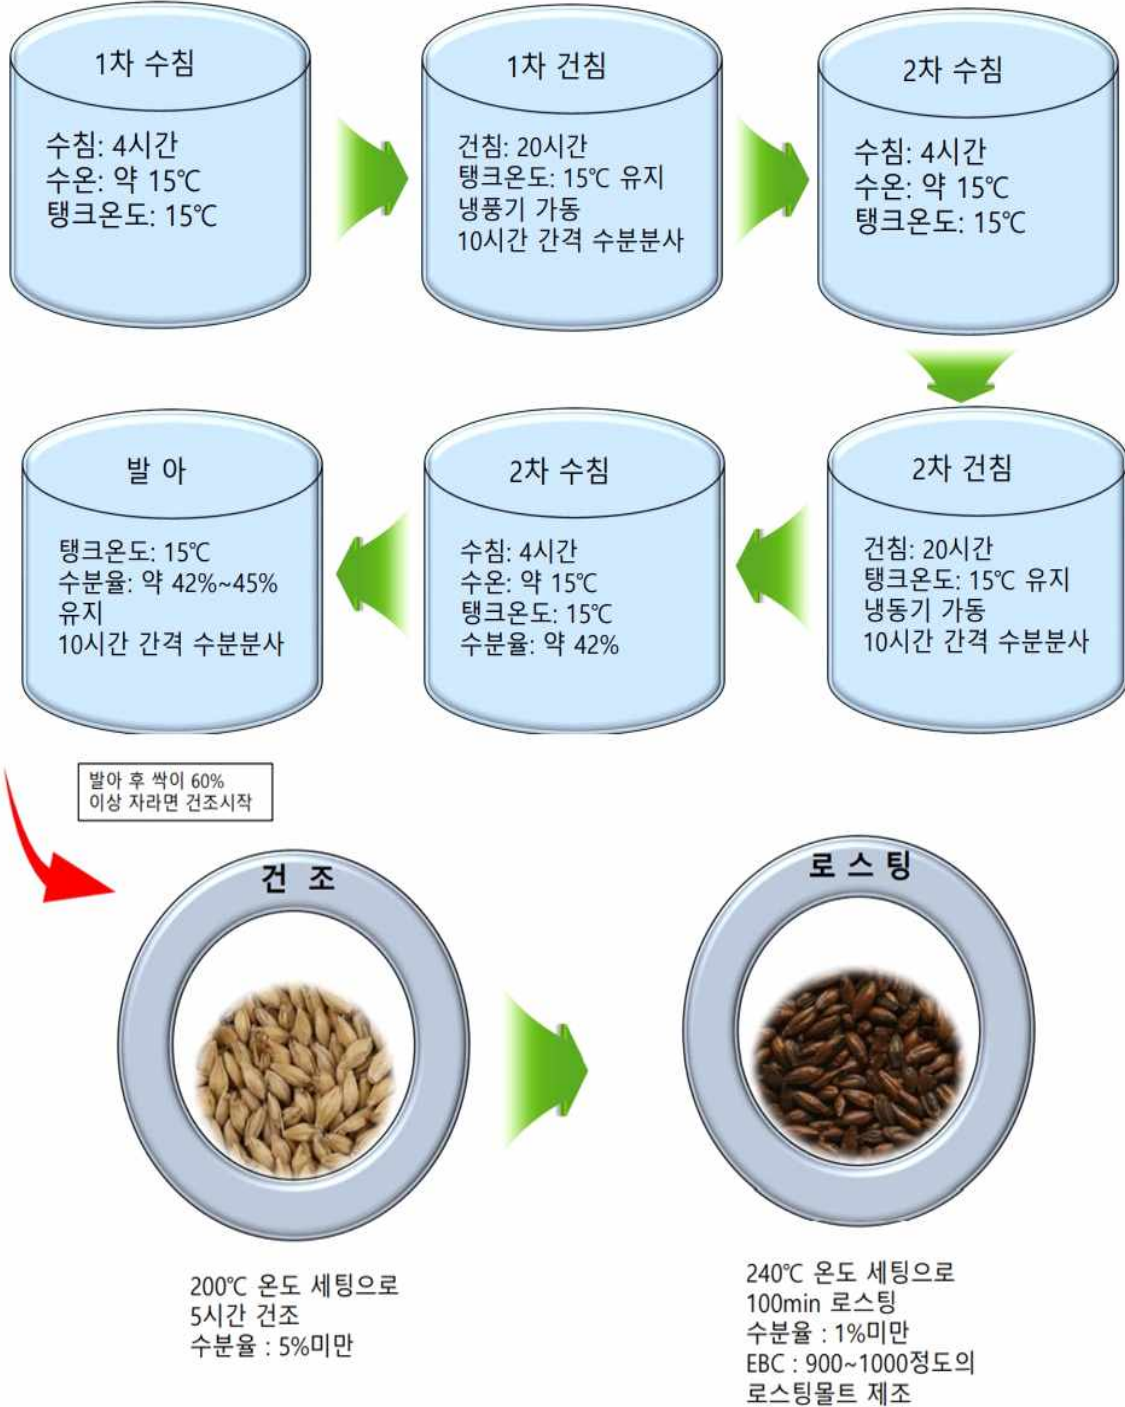 1차 수침
수침: 4시간
수온: 약 15℃
탱크온도: 15℃
1차 건침
건침: 20시간
탱크온도: 15℃ 유지
냉풍기 가동
10시간 간격 수분분사
2차 수침
수침: 4시간
수온: 약 15℃
탱크온도: 15℃
2차 건침
건침: 20시간
탱크온도: 15℃ 유지
냉동기 가동
10시간 간격 수분분사
2차 수침
수침: 4시간
수온: 약 15℃
탱크온도: 15℃
수분율: 약 42%
발 아
탱크온도: 15℃
수분율: 약 42%~45%
유지
10시간 간격 수분분사
발아 후 싹이 60%
이상 자라면 건조시작
건 조
200℃ 온도 세팅으로
5시간 건조
수분율 : 5%미만
로 스 팅
240℃ 온도 세팅으로
100min 로스팅
수분율 : 1%미만
EBC : 900~1000정도의
로스팅몰트 제조